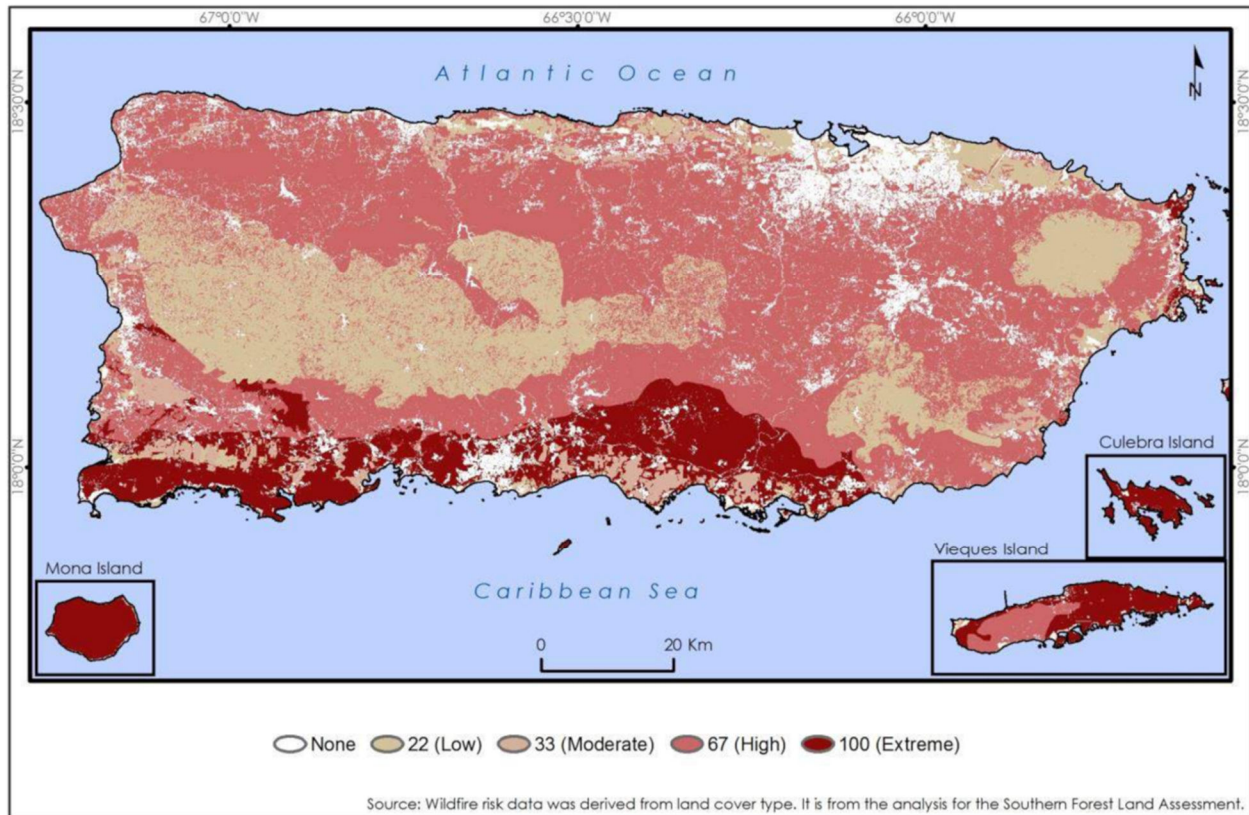 67°0'0"W 66°30'0"W 66°0'0"W
Atlantic Ocean
N
18°30'0"N 18°30'0"N
18°0'0"N 18°0'0"N
Culebra Island
Vieques Island
Mona Island
Caribbean Sea
0 20 Km
None 22 (Low) 33 (Moderate) 67 (High) 100 (Extreme)
Source: Wildfire risk data was derived from land cover type. It is from the analysis for the Southern Forest Land Assessment.